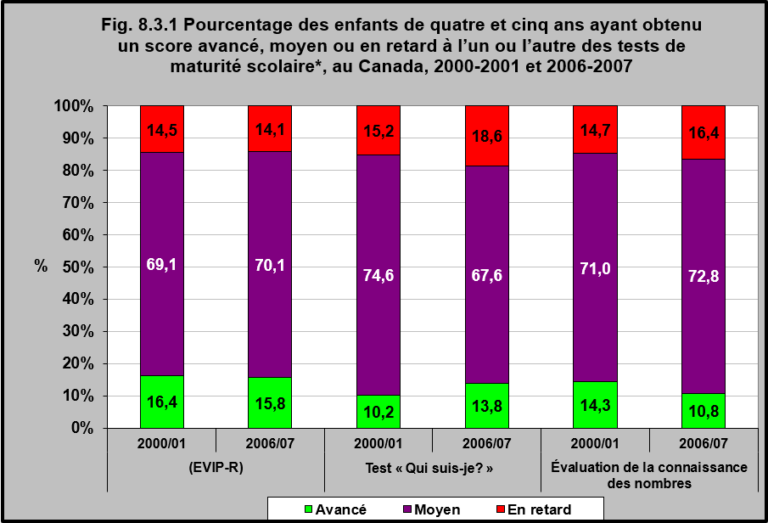 Fig. 8.3.1 Pourcentage des enfants de quatre et cinq ans ayant obtenu
un score avancé, moyen ou en retard à l’un ou l’autre des tests de
maturité scolaire*, au Canada, 2000-2001 et 2006-2007
100%
90%
80%
70%
60%
50%
40%
30%
20%
10%
0%
%
14,5 14,1 15,2 18,6 14,7 16,4
69,1 70,1 74,6 67,6 71,0 72,8
16,4 15,8 10,2 13,8 14,3 10,8
2000/01 2006/07 2000/01 2006/07 2000/01 2006/07
(EVIP-R) Test « Qui suis-je? » Évaluation de la connaissance
des nombres
Avancé Moyen En retard